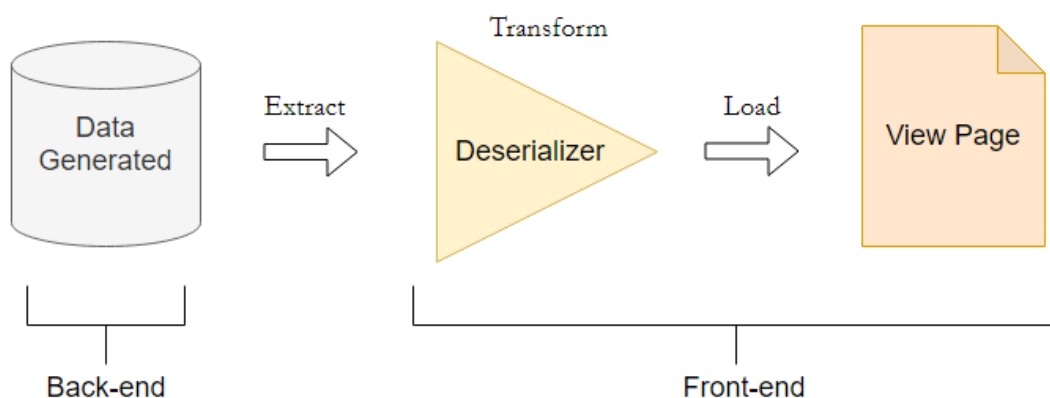 Transform
Extract
Load
Data
Generated
Deserializer
View Page
Back-end
Front-end